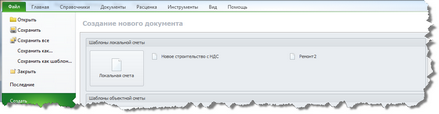 Файл Главная Справочники Документы Расценка Инструменты Вид Помощь
Открыть
Сохранить
Сохранить все
Сохранить как...
Сохранить как шаблон...
Закрыть
Последние
Создать
Создание нового документа
Шаблоны локальной сметы
Локальная смета
Новое строительство с НДС
Ремонт2
Шаблоны объектной сметы